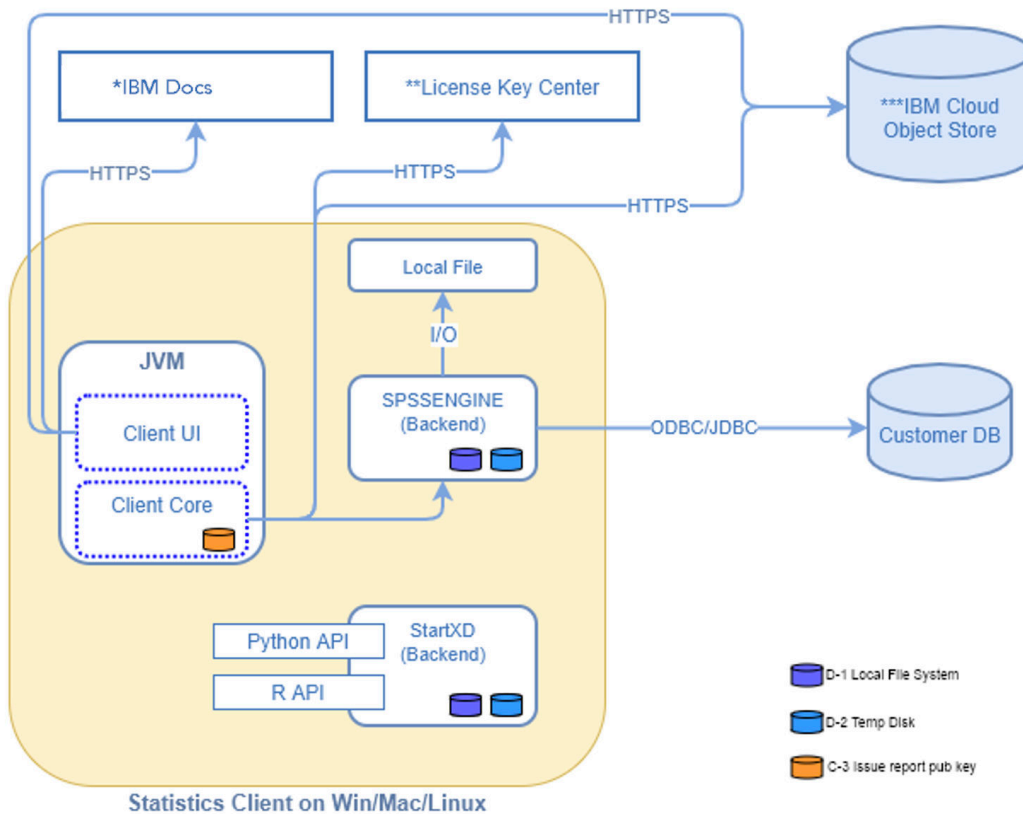 HTTPS
*IBM Docs
**License Key Center
***IBM Cloud
Object Store
HTTPS
HTTPS
HTTPS
Local File
I/O
JVM
Client UI
Client Core
SPSSENGINE
(Backend)
ODBC/JDBC
Customer DB
Python API
R API
StartXD
(Backend)
D-1 Local File System
D-2 Temp Disk
C-3 Issue report pub key
Statistics Client on Win/Mac/Linux